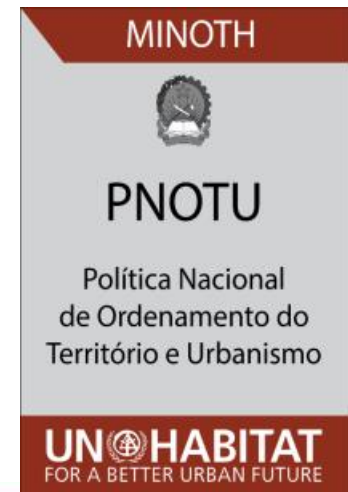 MINOTH
PNOTU
Política Nacional
de Ordenamento do
Território e Urbanismo
UN HABITAT
FOR A BETTER URBAN FUTURE